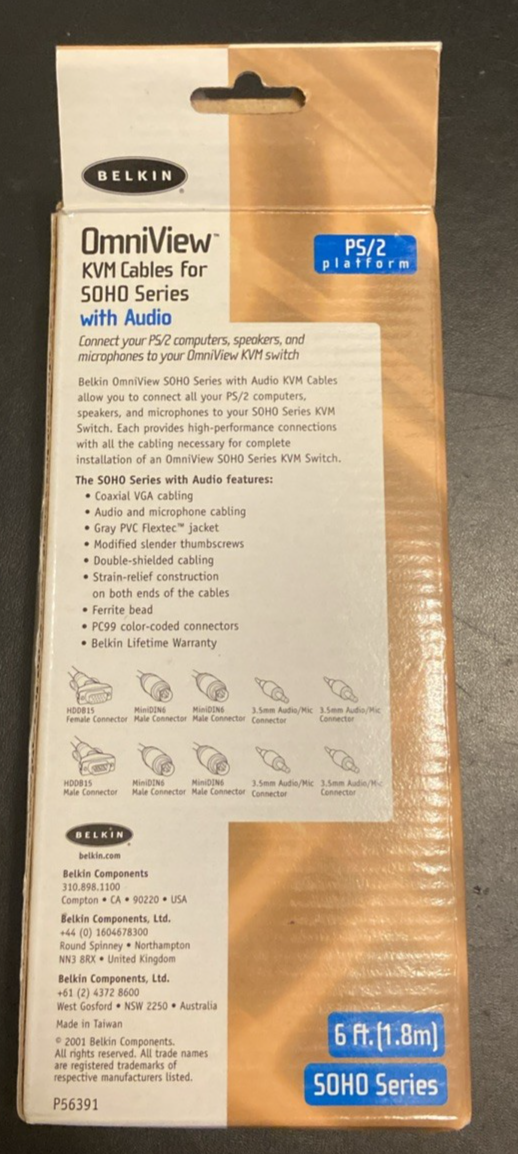 BELKIN
OmniView™
KVM Cables for
SOHO Series
with Audio
PS/2
platform
Connect your PS/2 computers, speakers, and
microphones to your OmniView KVM switch
Belkin OmniView SOHO Series with Audio KVM Cables
allow you to connect all your PS/2 computers,
speakers, and microphones to your SOHO Series KVM
Switch. Each provides high-performance connections
with all the cabling necessary for complete
installation of an OmniView SOHO Series KVM Switch.
The SOHO Series with Audio features:
• Coaxial VGA cabling
• Audio and microphone cabling
• Gray PVC Flextec™ jacket
• Modified slender thumbscrews
• Double-shielded cabling
• Strain-relief construction
on both ends of the cables
• Ferrite bead
• PC99 color-coded connectors
• Belkin Lifetime Warranty
HDDB15
Female Connector
MiniDIN6
Male Connector
MiniDIN6
Male Connector
3.5mm Audio/Mic
Connector
3.5mm Audio/Mic
Connector
HDDB15
Male Connector
MiniDIN6
Male Connector
MiniDIN6
Male Connector
3.5mm Audio/Mic
Connector
3.5mm Audio/Mic
Connector
BELKIN
belkin.com
Belkin Components
310.898.1100
Compton • CA • 90220 • USA
Belkin Components, Ltd.
+44 (0) 1604678300
Round Spinney • Northampton
NN3 8RX • United Kingdom
Belkin Components, Ltd.
+61 (2) 4372 8600
West Gosford • NSW 2250 • Australia
Made in Taiwan
© 2001 Belkin Components.
All rights reserved. All trade names
are registered trademarks of
respective manufacturers listed.
P56391
6 ft.(1.8m)
SOHO Series